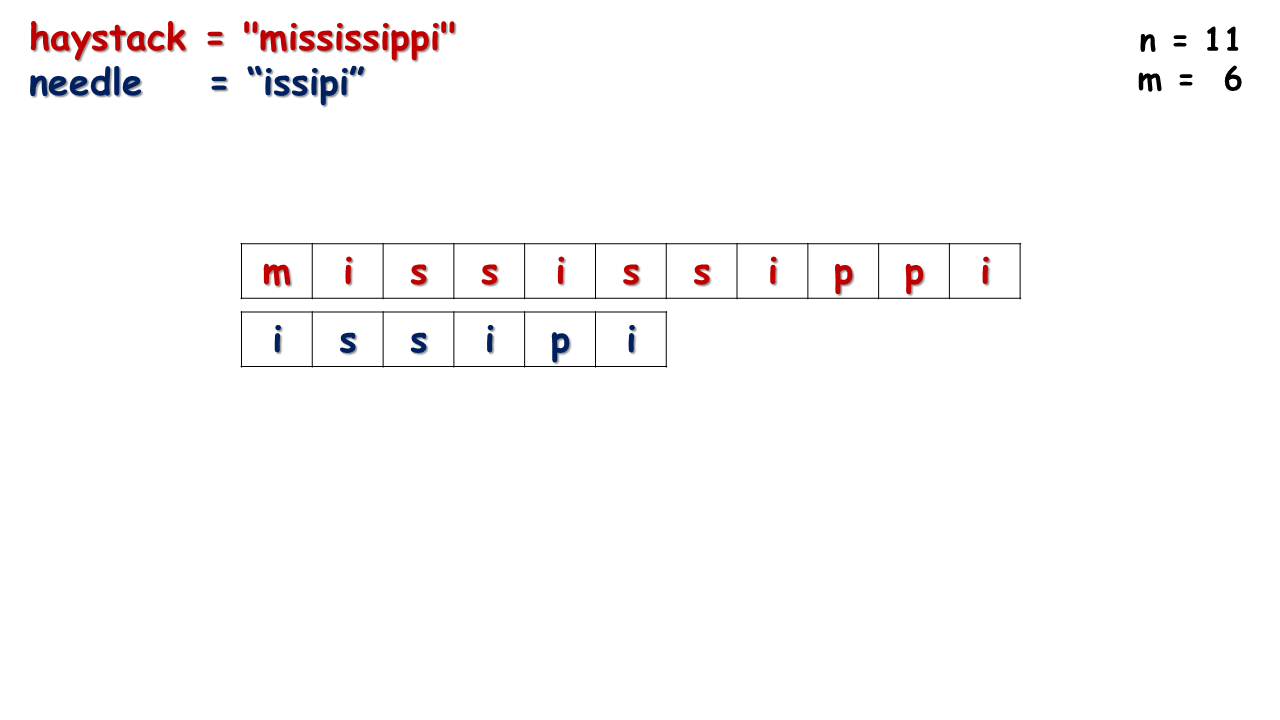 haystack = "mississippi"
needle = “issipi”
n = 11
m = 6
m i s s i s s i p p i
i s s i p i